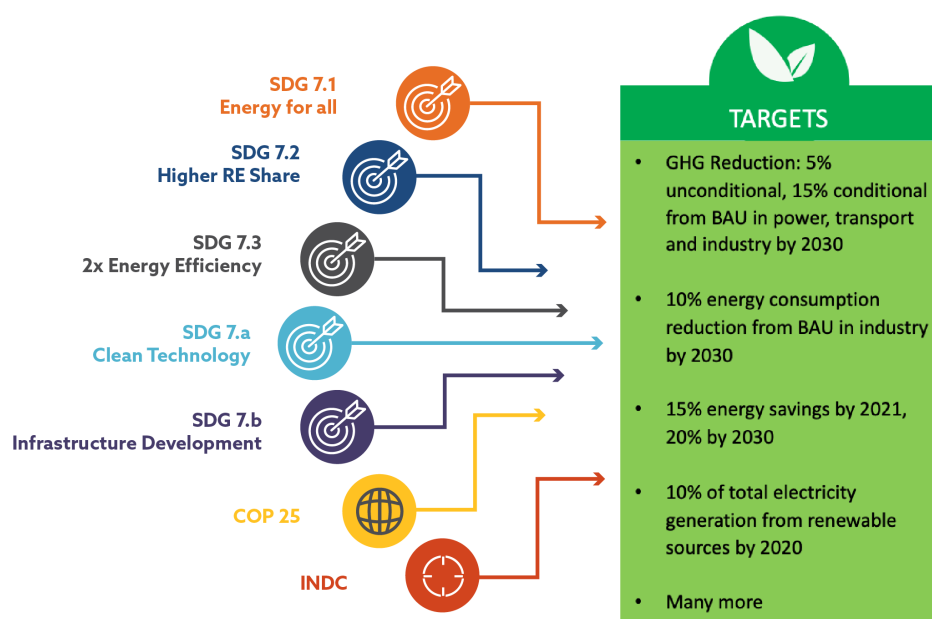 SDG 7.1
Energy for all
SDG 7.2
Higher RE Share
SDG 7.3
2x Energy Efficiency
SDG 7.a
Clean Technology
SDG 7.b
Infrastructure Development
COP 25
INDC
TARGETS
• GHG Reduction: 5%
unconditional, 15% conditional
from BAU in power, transport
and industry by 2030
• 10% energy consumption
reduction from BAU in industry
by 2030
• 15% energy savings by 2021,
20% by 2030
• 10% of total electricity
generation from renewable
sources by 2020
• Many more